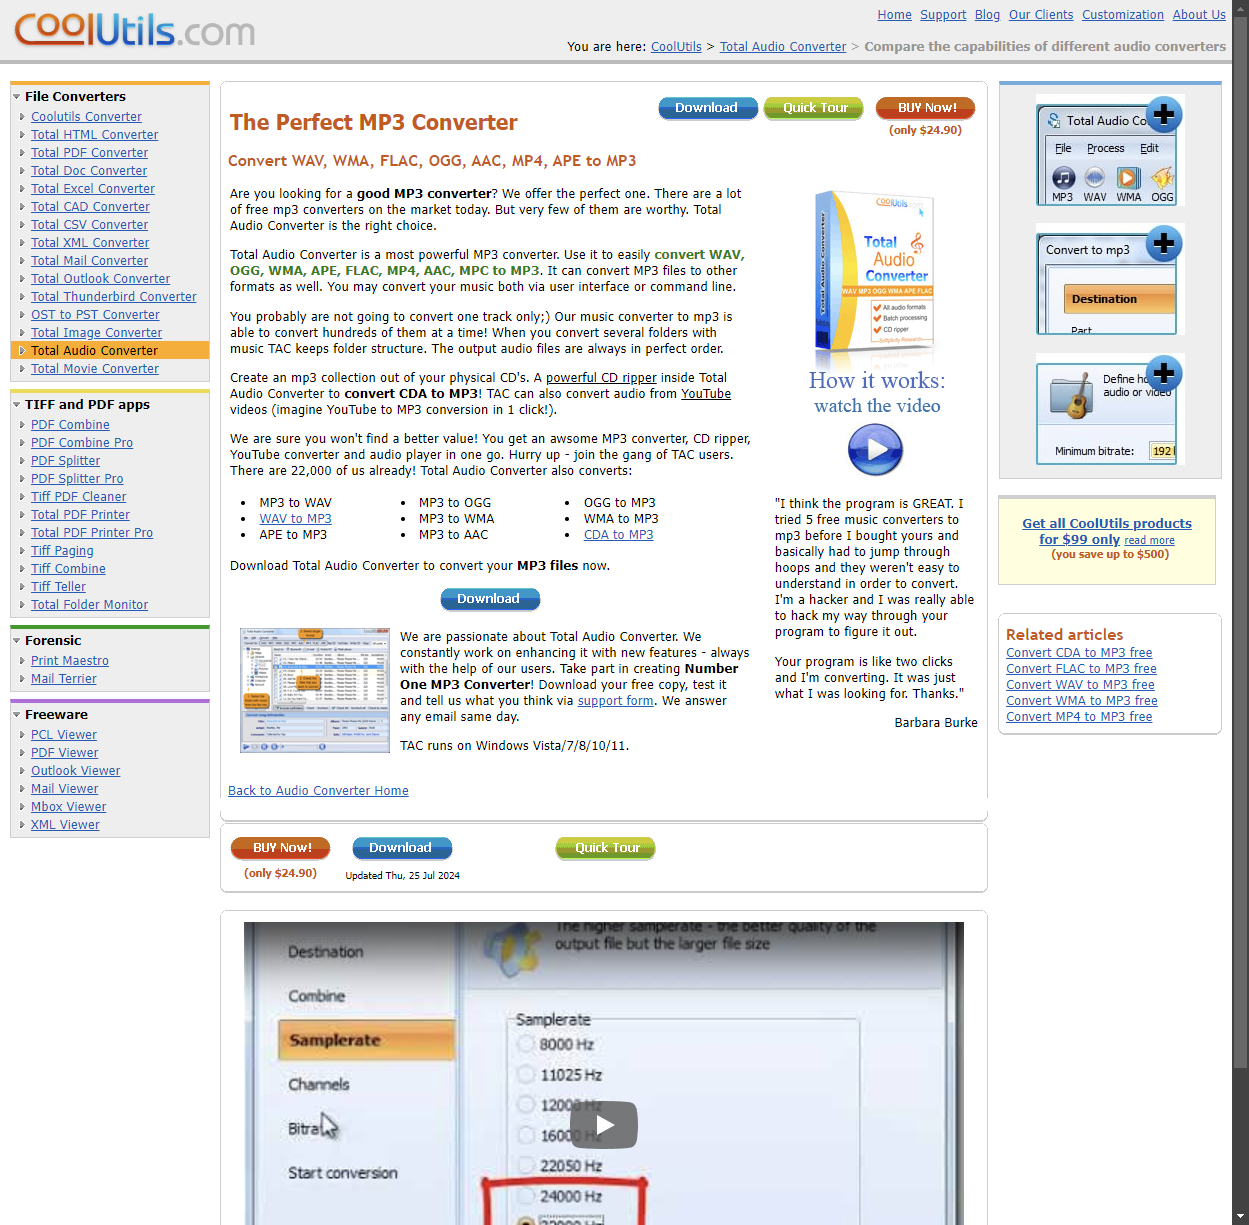 CoolUtils.com
Home Support Blog Our Clients Customization About Us
You are here: CoolUtils > Total Audio Converter > Compare the capabilities of different audio converters
File Converters
Coolutils Converter
Total HTML Converter
Total PDF Converter
Total Doc Converter
Total Excel Converter
Total CAD Converter
Total CSV Converter
Total XML Converter
Total Mail Converter
Total Outlook Converter
Total Thunderbird Converter
OST to PST Converter
Total Image Converter
Total Audio Converter
Total Movie Converter
TIFF and PDF apps
PDF Combine
PDF Combine Pro
PDF Splitter
PDF Splitter Pro
Tiff PDF Cleaner
Total PDF Printer
Total PDF Printer Pro
Tiff Paging
Tiff Combine
Tiff Teller
Total Folder Monitor
Forensic
Print Maestro
Mail Terrier
Freeware
PCL Viewer
PDF Viewer
Outlook Viewer
Mail Viewer
Mbox Viewer
XML Viewer
Download Quick Tour BUY Now!
(only $24.90)
The Perfect MP3 Converter
Convert WAV, WMA, FLAC, OGG, AAC, MP4, APE to MP3
Are you looking for a good MP3 converter? We offer the perfect one. There are a lot
of free mp3 converters on the market today. But very few of them are worthy. Total
Audio Converter is the right choice.
Total Audio Converter is a most powerful MP3 converter. Use it to easily convert WAV,
OGG, WMA, APE, FLAC, MP4, AAC, MPC to MP3. It can convert MP3 files to other
formats as well. You may convert your music both via user interface or command line.
You probably are not going to convert one track only;) Our music converter to mp3 is
able to convert hundreds of them at a time! When you convert several folders with
music TAC keeps folder structure. The output audio files are always in perfect order.
Create an mp3 collection out of your physical CD's. A powerful CD ripper inside Total
Audio Converter to convert CDA to MP3! TAC can also convert audio from YouTube
videos (imagine YouTube to MP3 conversion in 1 click!).
We are sure you won't find a better value! You get an awsome MP3 converter, CD ripper,
YouTube converter and audio player in one go. Hurry up - join the gang of TAC users.
There are 22,000 of us already! Total Audio Converter also converts:
MP3 to WAV
WAV to MP3
APE to MP3
MP3 to OGG
MP3 to WMA
MP3 to AAC
OGG to MP3
WMA to MP3
CDA to MP3
Download Total Audio Converter to convert your MP3 files now.
Download
We are passionate about Total Audio Converter. We
constantly work on enhancing it with new features - always
with the help of our users. Take part in creating Number
One MP3 Converter! Download your free copy, test it
and tell us what you think via support form. We answer
any email same day.
TAC runs on Windows Vista/7/8/10/11.
Back to Audio Converter Home
CoolUtils.com
Total Audio Converter
Total
Audio
Converter
WAV MP3 OGG WMA APE FLAC
All audio formats
Batch processing
CD ripper
How it works:
watch the video
"I think the program is GREAT. I
tried 5 free music converters to
mp3 before I bought yours and
basically had to jump through
hoops and they weren't easy to
understand in order to convert.
I'm a hacker and I was really able
to hack my way through your
program to figure it out.
Your program is like two clicks
and I'm converting. It was just
what I was looking for. Thanks."
Barbara Burke
Total Audio Co
File Process Edit
MP3 WAV WMA OGG
Convert to mp3
Destination
Part
Define ho
audio or video
Minimum bitrate: 192
Get all CoolUtils products
for $99 only read more
(you save up to $500)
Related articles
Convert CDA to MP3 free
Convert FLAC to MP3 free
Convert WAV to MP3 free
Convert WMA to MP3 free
Convert MP4 to MP3 free
BUY Now! Download Quick Tour
(only $24.90)
Updated Thu, 25 Jul 2024
The higher samplerate - the better quality of the
output file but the larger file size
Destination
Combine
Samplerate
Channels
Bitrate
Start conversion
Samplerate
8000 Hz
11025 Hz
12000 Hz
16000 Hz
22050 Hz
24000 Hz
32000 Hz